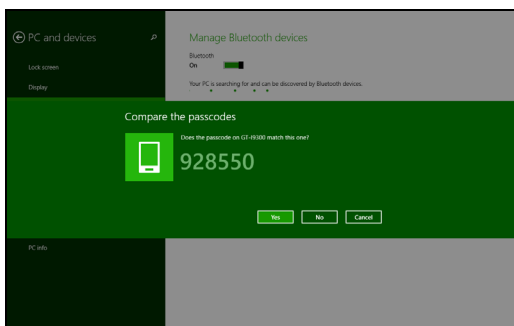 PC and devices
Lock screen
Display
Manage Bluetooth devices
Bluetooth
On
Your PC is searching for and can be discovered by Bluetooth devices.
Compare the passcodes
Does the passcode on GT-I9300 match this one?
928550
Yes
No
Cancel
PC info